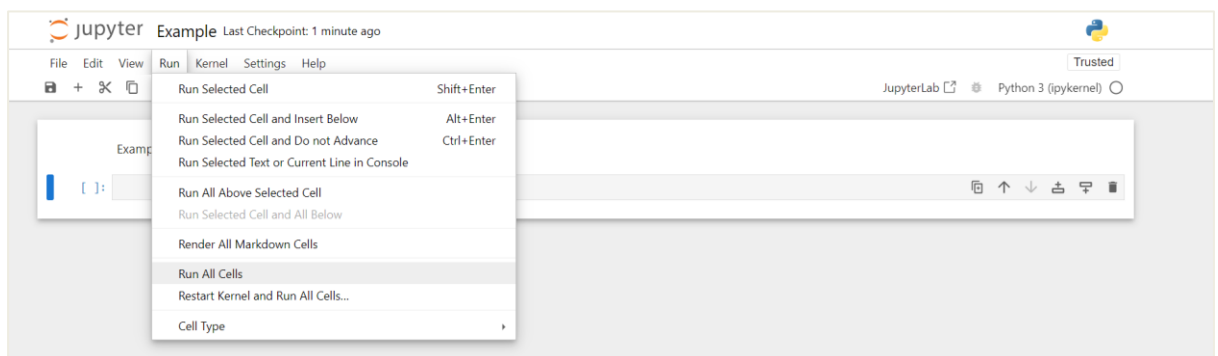 jupyter Example Last Checkpoint: 1 minute ago
File Edit View Run Kernel Settings Help Trusted
JupyterLab Python 3 (ipykernel)
Run Selected Cell Shift+Enter
Run Selected Cell and Insert Below Alt+Enter
Run Selected Cell and Do not Advance Ctrl+Enter
Run Selected Text or Current Line in Console
Run All Above Selected Cell
Run Selected Cell and All Below
Render All Markdown Cells
Run All Cells
Restart Kernel and Run All Cells...
Cell Type
Examp
[ ]: